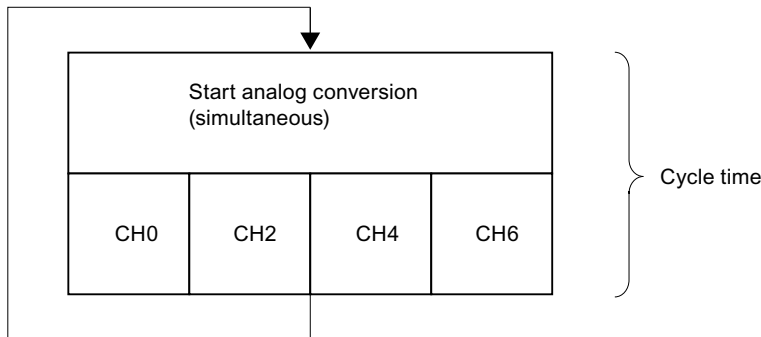 Start analog conversion
(simultaneous)
CH0
CH2
CH4
CH6
Cycle time